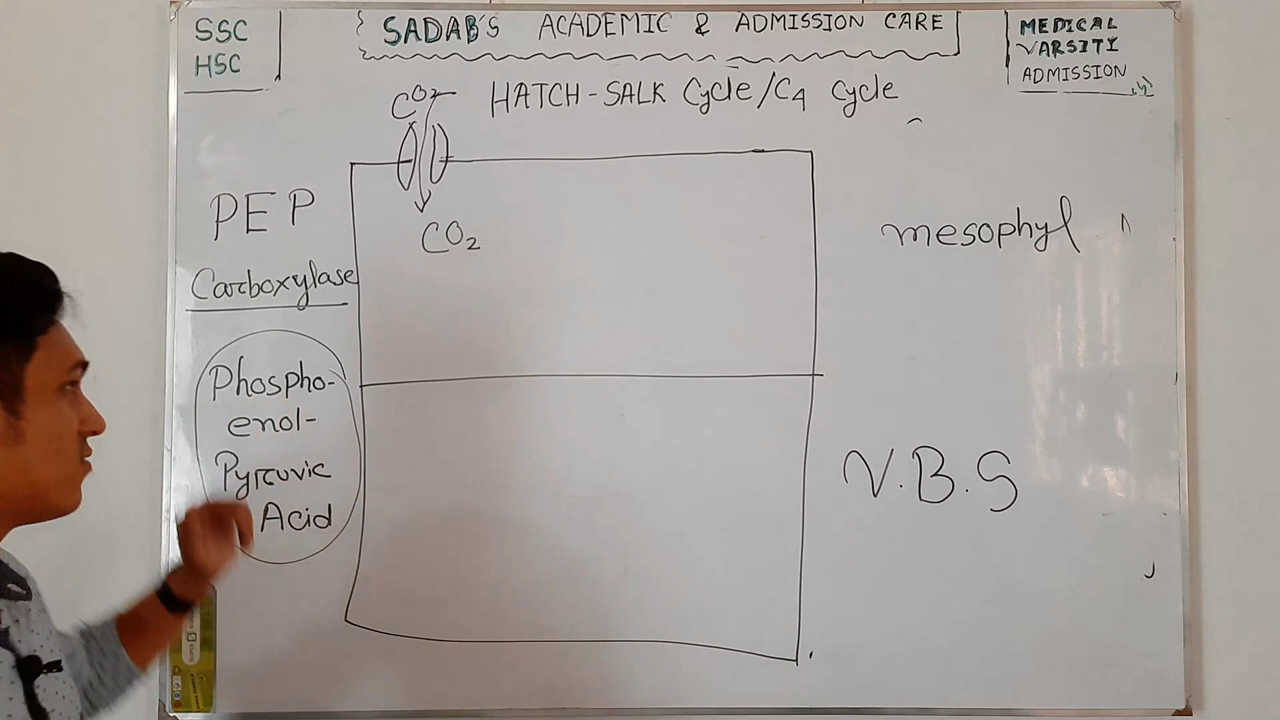 SSC
HSC
SADAB'S ACADEMIC & ADMISSION CARE
MEDICAL
VARSITY
ADMISSION
HATCH-SALK Cycle/C4 Cycle
CO2
CO2
PEP
Carboxylase
Phospho-
enol-
Pyruvic
Acid
mesophyl
V.B.S